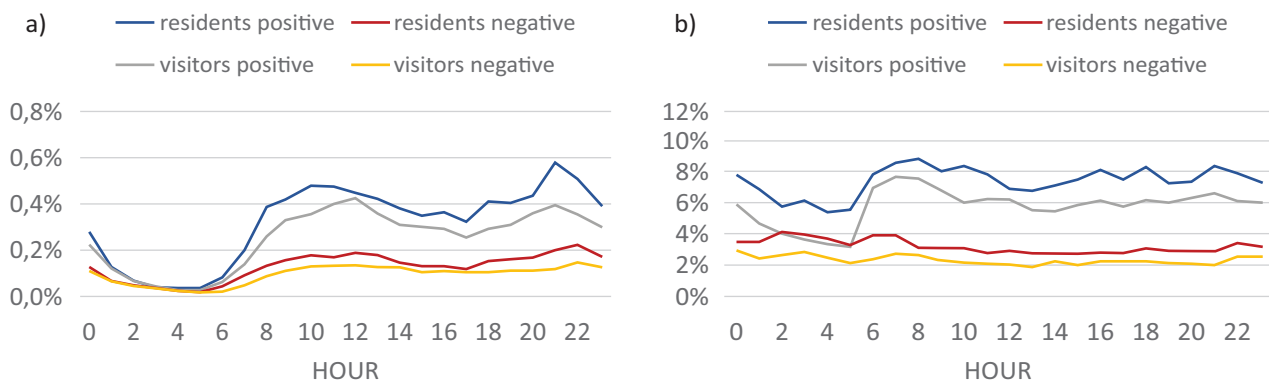 a) residents positive residents negative
visitors positive visitors negative
0,8%
0,6%
0,4%
0,2%
0,0%
0 2 4 6 8 10 12 14 16 18 20 22
HOUR
b) residents positive residents negative
visitors positive visitors negative
12%
10%
8%
6%
4%
2%
0%
0 2 4 6 8 10 12 14 16 18 20 22
HOUR